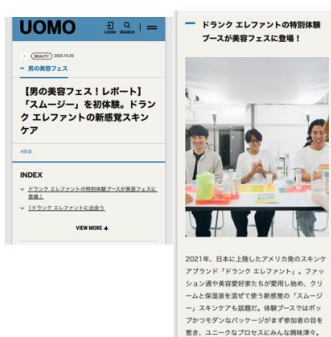 UOMO
LOGIN SEARCH
BEAUTY 2023.10.25
男の美容フェス
【男の美容フェス！レポート】
「スムージー」を初体験。ドラン
ク エレファントの新感覚スキン
ケア
INDEX
ドランク エレファントの特別体験ブースが美容フェスに
登場！
1ドランク エレファントに出会う
VIEW MORE +
ドランク エレファントの特別体験
ブースが美容フェスに登場！
2021年、日本に上陸したアメリカ発のスキンケ
アブランド「ドランク エレファント」。ファッ
ション通や美容愛好家たちが愛用し始め、クリ
ームと保湿液を混ぜて使う新感覚の「スムージ
ー」スキンケアも話題だ。体験ブースではポッ
プかつモダンなパッケージがまず参加者の目を
惹き、ユニークなプロセスにみんな興味津々。